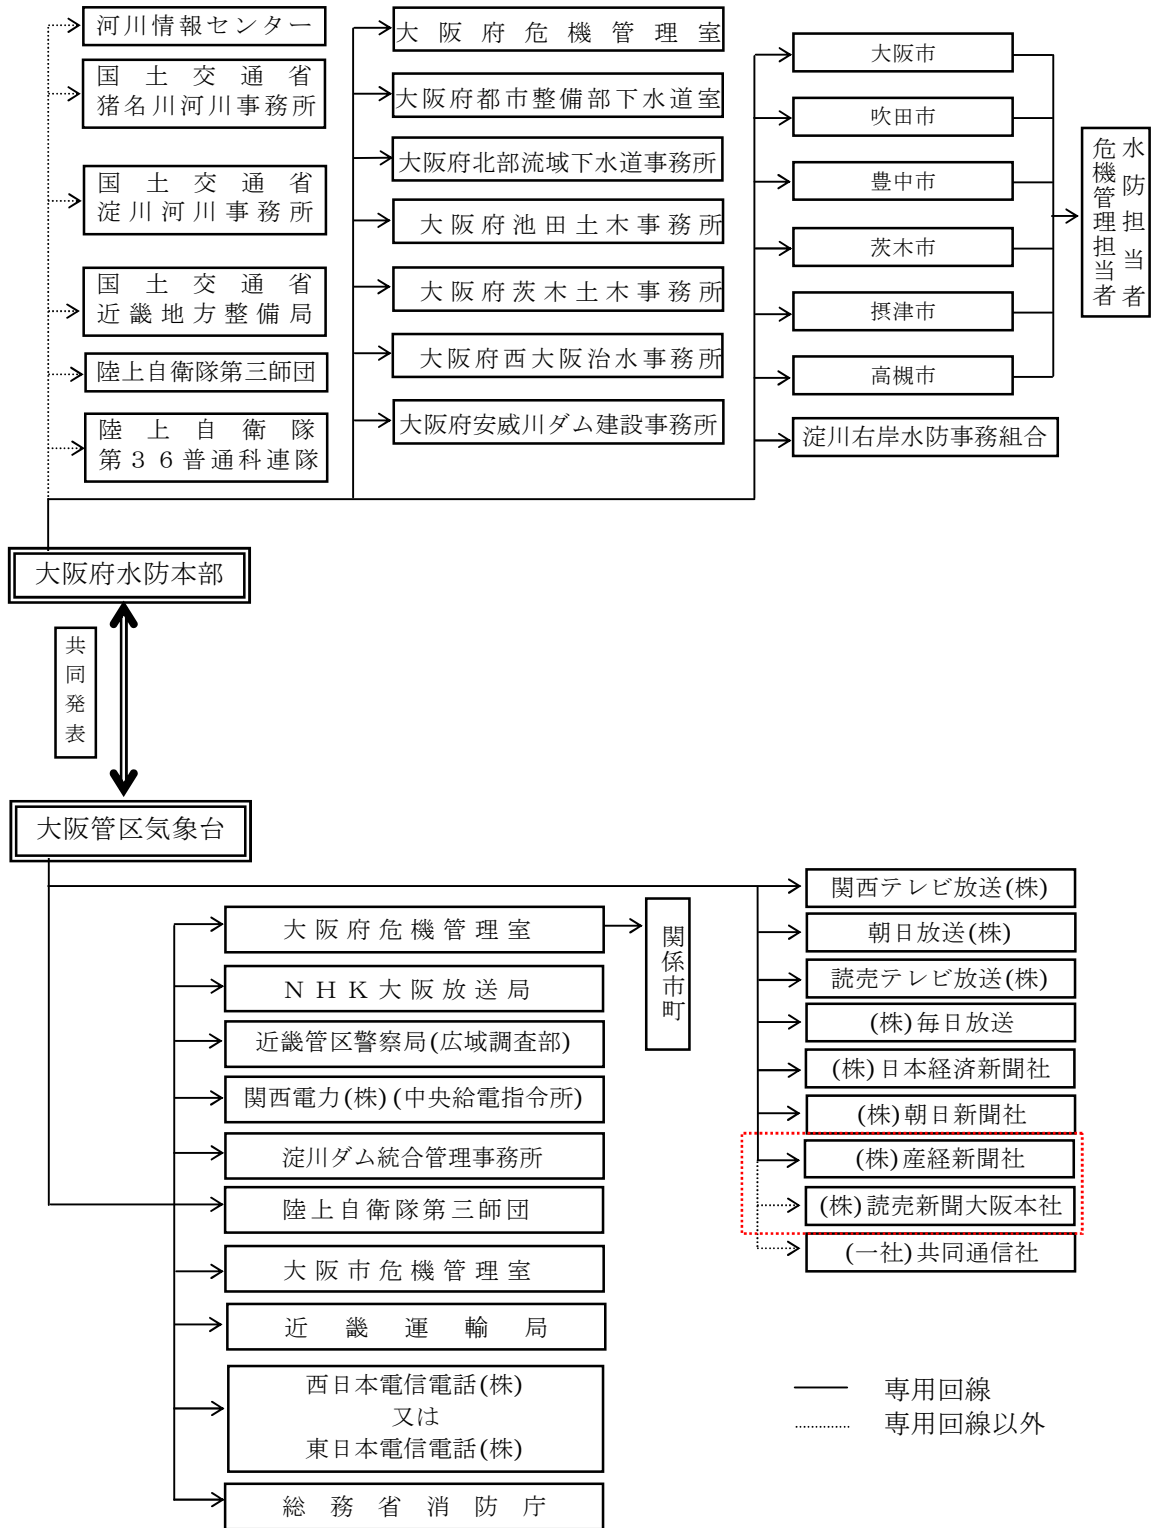 河川情報センター
国土交通省
猪名川河川事務所
国土交通省
淀川河川事務所
国土交通省
近畿地方整備局
陸上自衛隊第三師団
陸上自衛隊
第３６普通科連隊
大阪府危機管理室
大阪府都市整備部下水道室
大阪府北部流域下水道事務所
大阪府池田土木事務所
大阪府茨木土木事務所
大阪府西大阪治水事務所
大阪府安威川ダム建設事務所
大阪市
吹田市
豊中市
茨木市
摂津市
高槻市
淀川右岸水防事務組合
水防担当者
危機管理担当者
大阪府水防本部
共同発表
大阪管区気象台
大阪府危機管理室
関係市町
ＮＨＫ大阪放送局
近畿管区警察局(広域調査部)
関西電力(株)(中央給電指令所)
淀川ダム統合管理事務所
陸上自衛隊第三師団
大阪市危機管理室
近畿運輸局
西日本電信電話(株)
又は
東日本電信電話(株)
総務省消防庁
関西テレビ放送(株)
朝日放送(株)
読売テレビ放送(株)
(株)毎日放送
(株)日本経済新聞社
(株)朝日新聞社
(株)産経新聞社
(株)読売新聞大阪本社
(一社)共同通信社
専用回線
専用回線以外